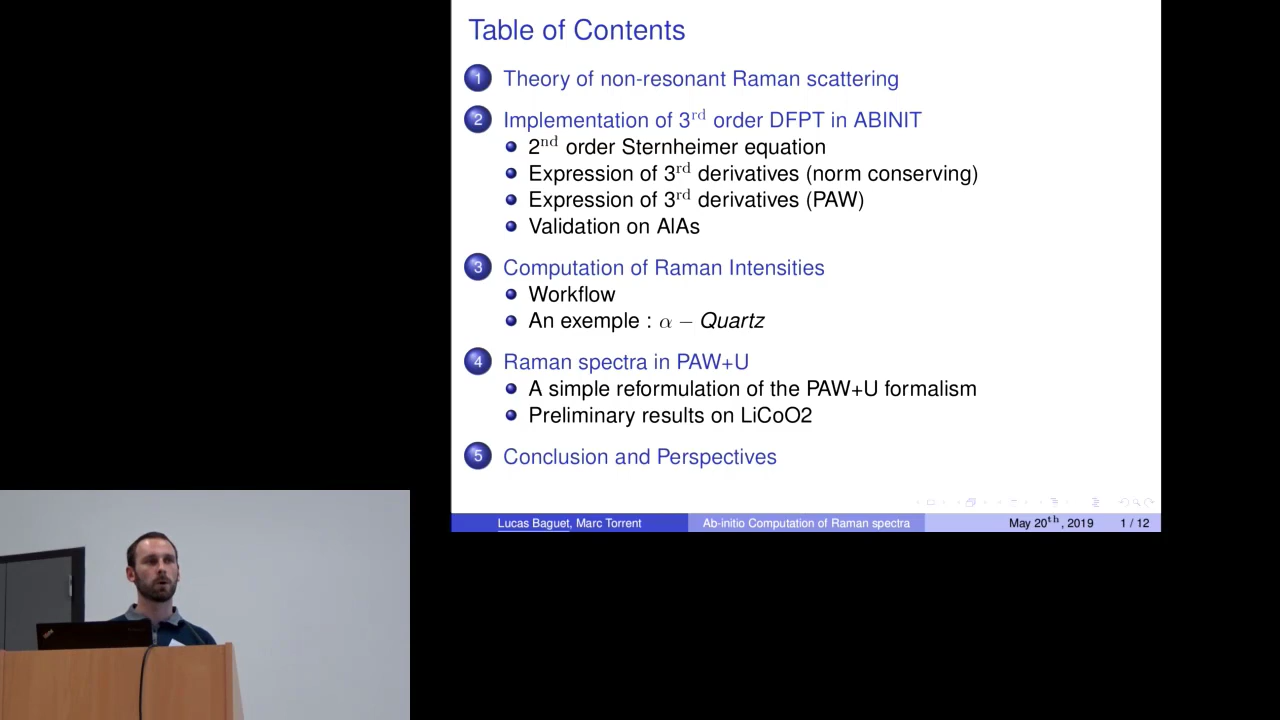 Table of Contents
1 Theory of non-resonant Raman scattering
2 Implementation of 3rd order DFPT in ABINIT
2nd order Sternheimer equation
Expression of 3rd derivatives (norm conserving)
Expression of 3rd derivatives (PAW)
Validation on AlAs
3 Computation of Raman Intensities
Workflow
An exemple : α − Quartz
4 Raman spectra in PAW+U
A simple reformulation of the PAW+U formalism
Preliminary results on LiCoO2
5 Conclusion and Perspectives
Lucas Baguet, Marc Torrent Ab-initio Computation of Raman spectra May 20th, 2019 1 / 12